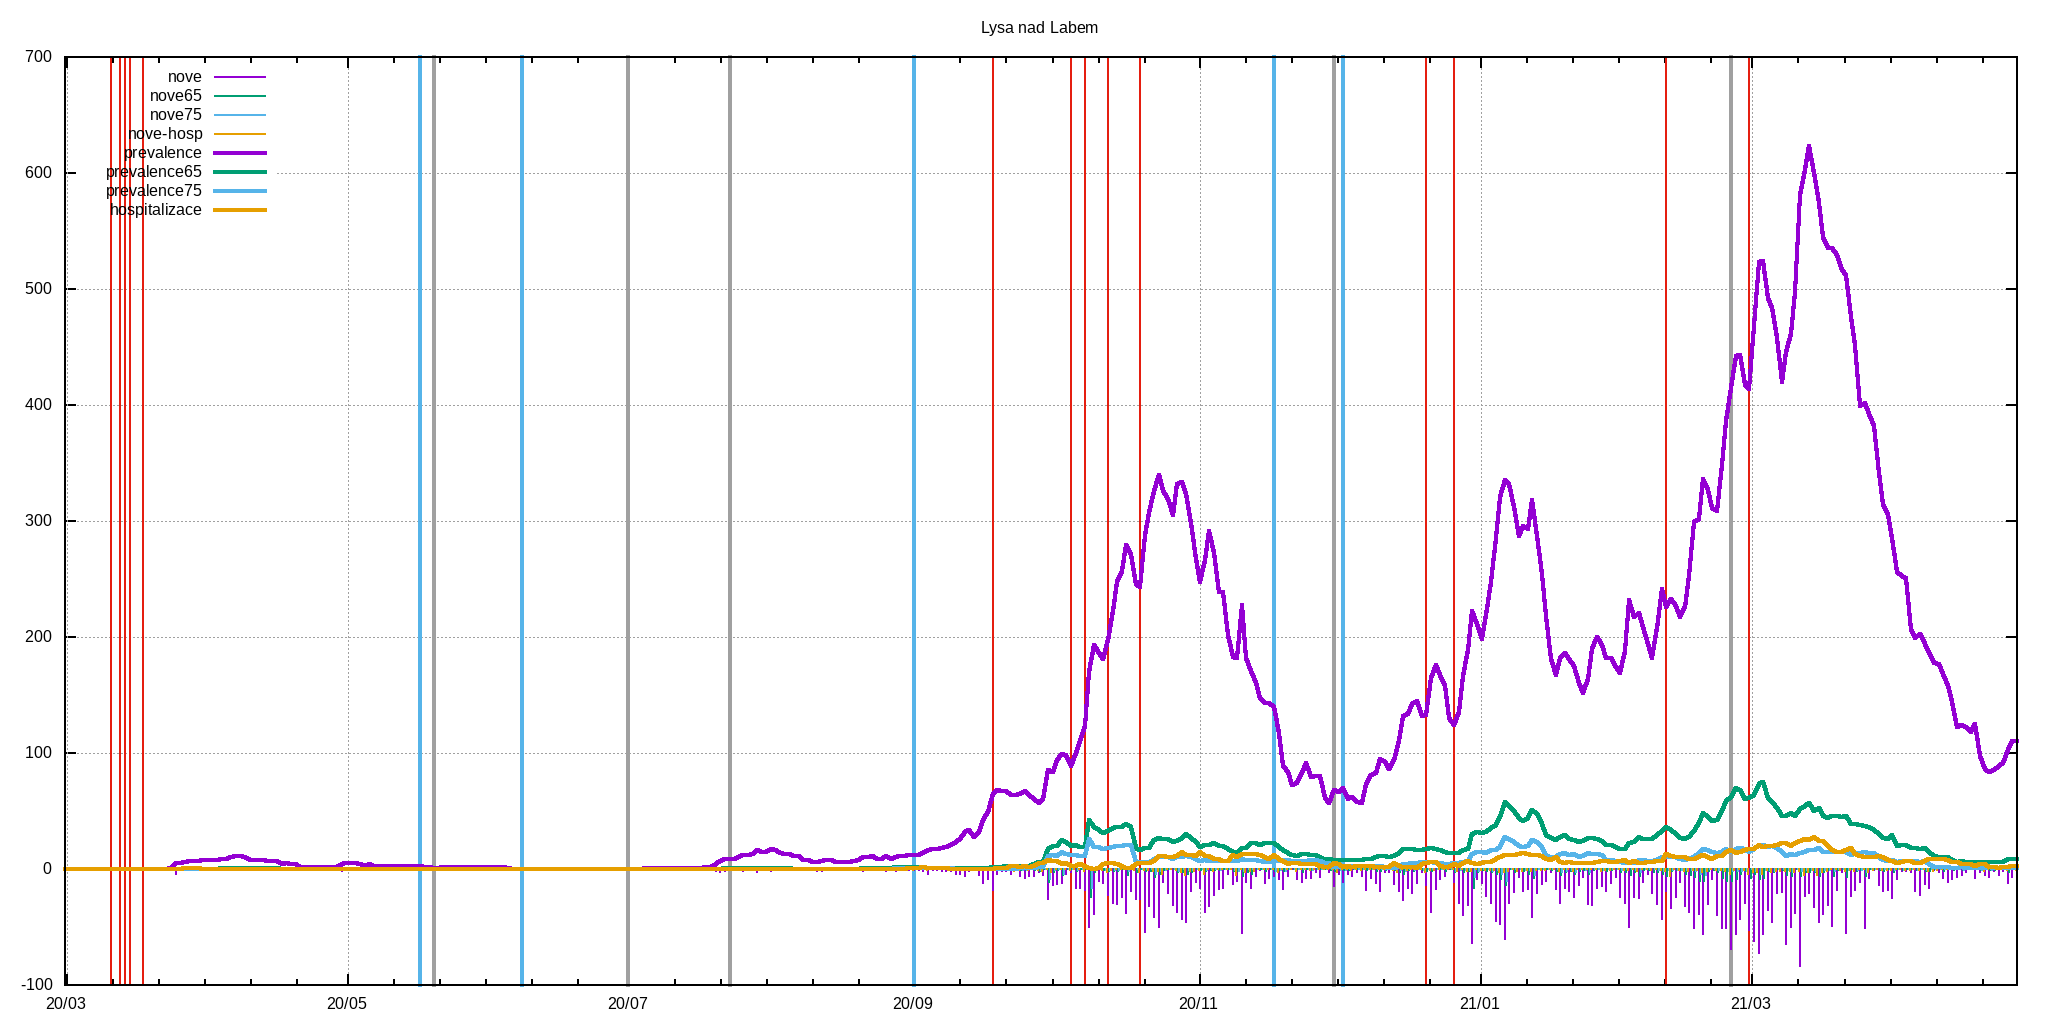 Lysa nad Labem
700
nove
nove65
nove75
nove-hosp
prevalence
prevalence65
prevalence75
hospitalizace
600
500
400
300
200
100
0
-100
20/03 20/05 20/07 20/09 20/11 21/01 21/03